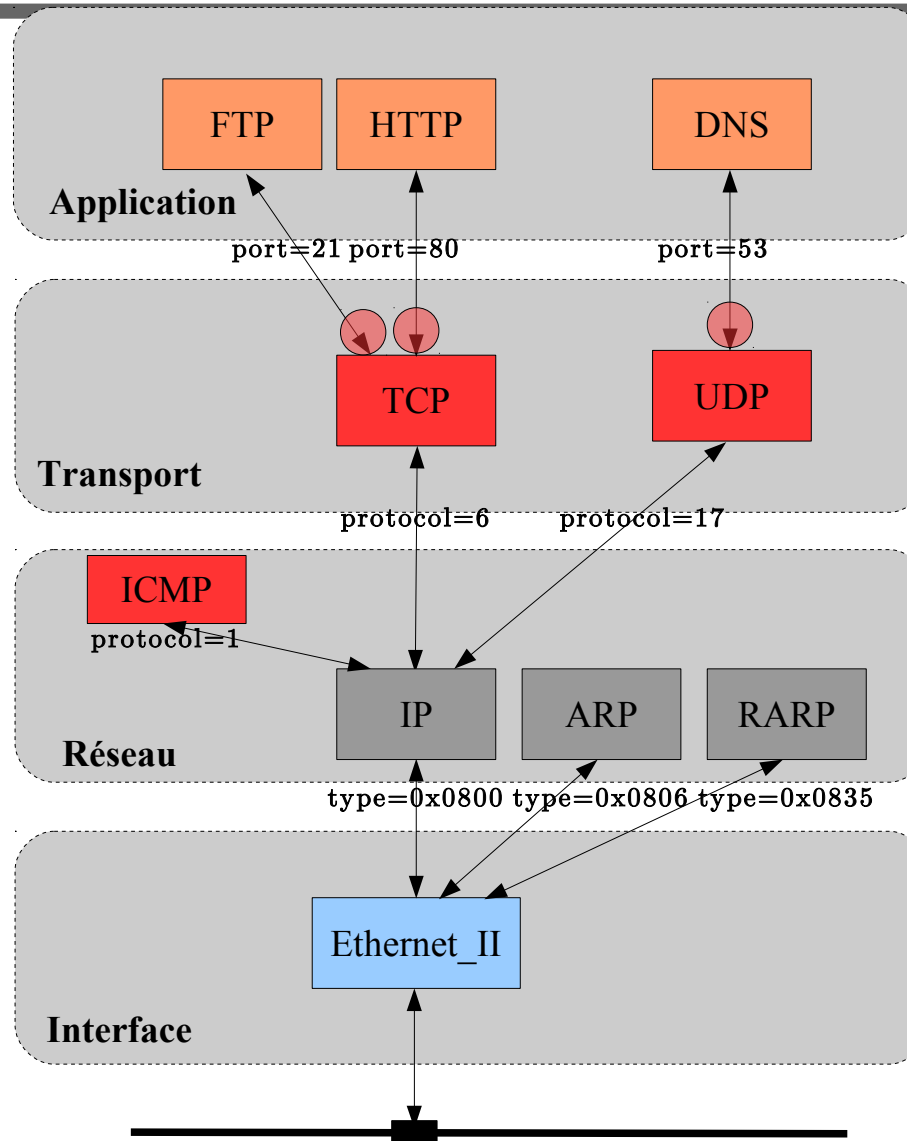 FTP HTTP DNS
Application
port=21 port=80 port=53
TCP UDP
Transport
protocol=6 protocol=17
ICMP
protocol=1
IP ARP RARP
Réseau
type=0x0800 type=0x0806 type=0x0835
Ethernet_II
Interface